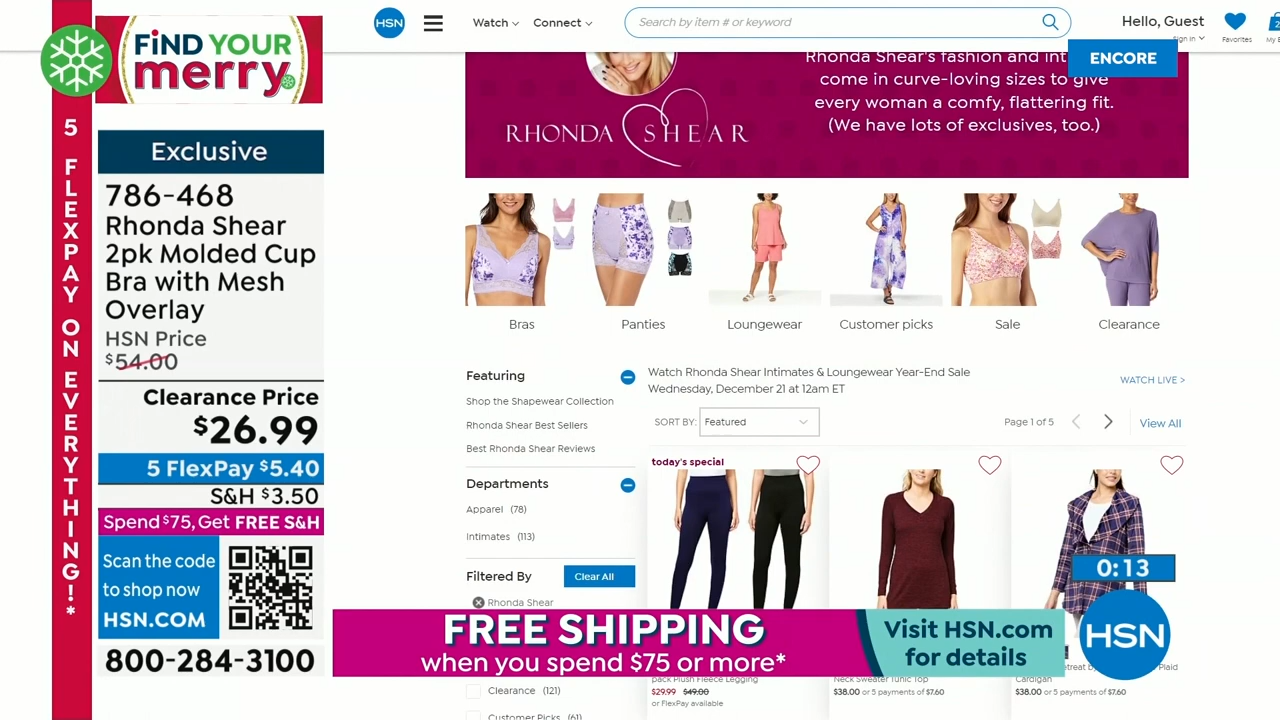 FiND YOUR
merry
5 FLEXPAY ON EVERYTHING!*
Exclusive
786-468
Rhonda Shear
2pk Molded Cup
Bra with Mesh
Overlay
HSN Price
$54.00
Clearance Price
$26.99
5 FlexPay $5.40
S&H $3.50
Spend $75, Get FREE S&H
Scan the code
to shop now
HSN.COM
800-284-3100
HSN
Watch
Connect
Search by item # or keyword
Hello, Guest
Sign in
Favorites
ENCORE
RHONDA SHEAR
Rhonda Shear's fashion and int
come in curve-loving sizes to give
every woman a comfy, flattering fit.
(We have lots of exclusives, too.)
Bras
Panties
Loungewear
Customer picks
Sale
Clearance
Featuring
Shop the Shapewear Collection
Rhonda Shear Best Sellers
Best Rhonda Shear Reviews
Departments
Apparel (78)
Intimates (113)
Filtered By
Clear All
Rhonda Shear
Clearance (121)
Customer Picks (61)
Watch Rhonda Shear Intimates & Loungewear Year-End Sale
Wednesday, December 21 at 12am ET
WATCH LIVE >
SORT BY:
Featured
Page 1 of 5
View All
today's special
pack Plush Fleece Legging
$29.99 $49.00
or FlexPay available
Neck Sweater Tunic Top
$38.00 or 5 payments of $7.60
Plaid
Cardigan
$38.00 or 5 payments of $7.60
0:13
FREE SHIPPING
when you spend $75 or more*
Visit HSN.com
for details
HSN